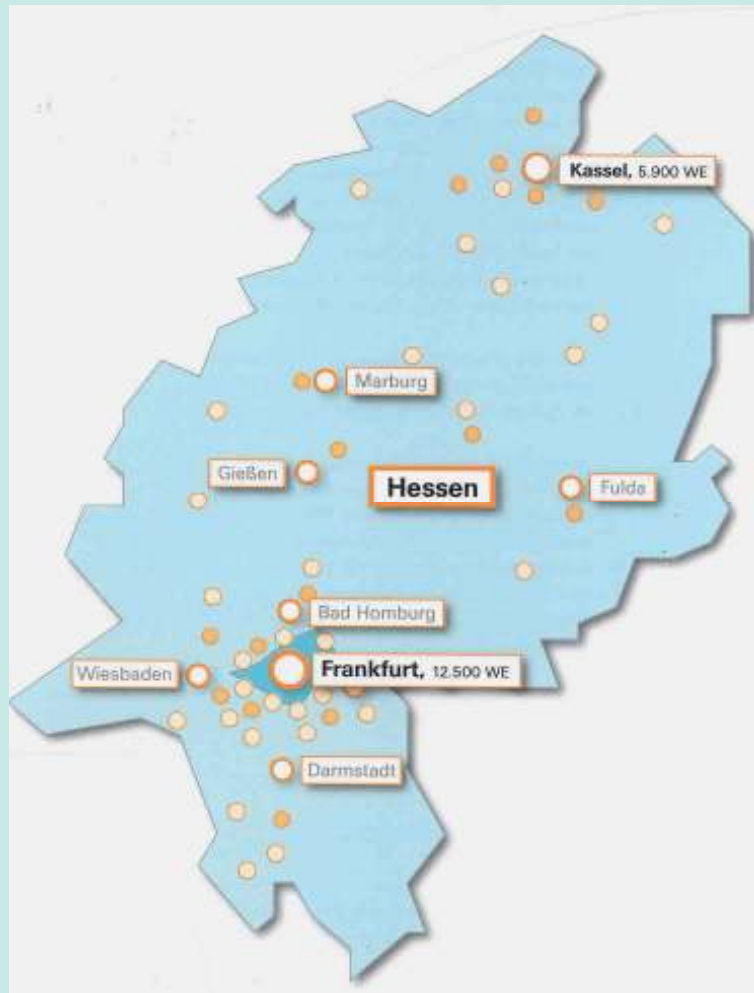 Kassel, 5.900 WE
Marburg
Gießen
Hessen
Fulda
Bad Homburg
Wiesbaden
Frankfurt, 12.500 WE
Darmstadt